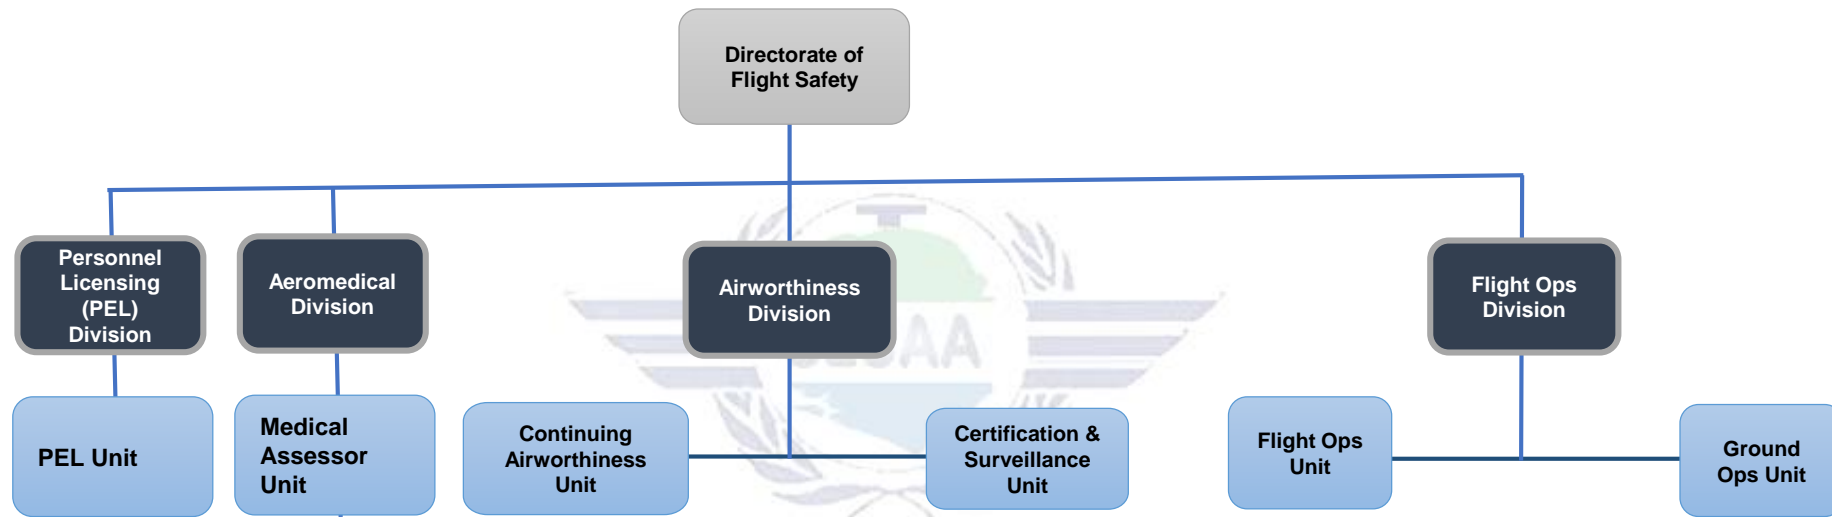 Directorate of
Flight Safety
Personnel
Licensing
(PEL)
Division
Aeromedical
Division
Airworthiness
Division
Flight Ops
Division
PEL Unit
Medical
Assessor
Unit
Continuing
Airworthiness
Unit
Certification &
Surveillance
Unit
Flight Ops
Unit
Ground
Ops Unit